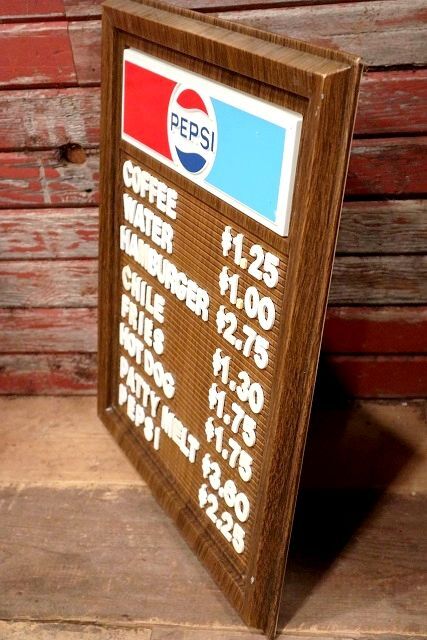 PEPSI
COFFEE $1.25
WATER $1.00
HAMBURGER $2.75
CHILE $1.30
FRIES $1.75
HOT DOG $1.75
PATTY MELT $3.60
PEPSI $2.25